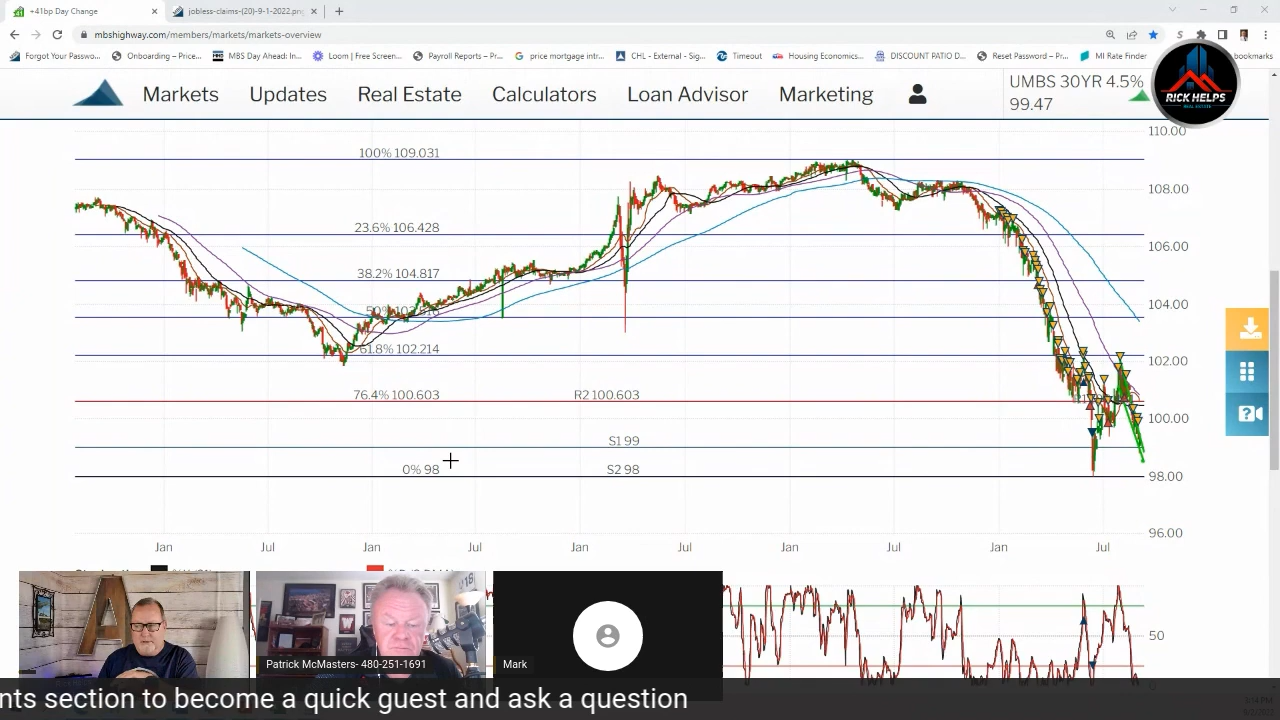 +41bp Day Change
jobless-claims-(20)-9-1-2022.png
mbshighway.com/members/markets/markets-overview
Forgot Your Passwo... Onboarding – Price... MBS Day Ahead: In... Loom | Free Screen... Payroll Reports – Pr... price mortgage intr... CHL - External - Sig... Timeout Housing Economics... DISCOUNT PATIO D... Reset Password – Pr... MI Rate Finder bookmarks
Markets Updates Real Estate Calculators Loan Advisor Marketing
UMBS 30YR 4.5%
99.47
RICK HELPS
REAL ESTATE
110.00
100% 109.031
108.00
23.6% 106.428
106.00
38.2% 104.817
104.00
61.8% 102.214
102.00
76.4% 100.603 R2 100.603
100.00
S1 99
0% 98 S2 98
98.00
96.00
Jan Jul Jan Jul Jan Jul Jan Jul Jan Jul
50
Patrick McMasters- 480-251-1691
Mark
nts section to become a quick guest and ask a question